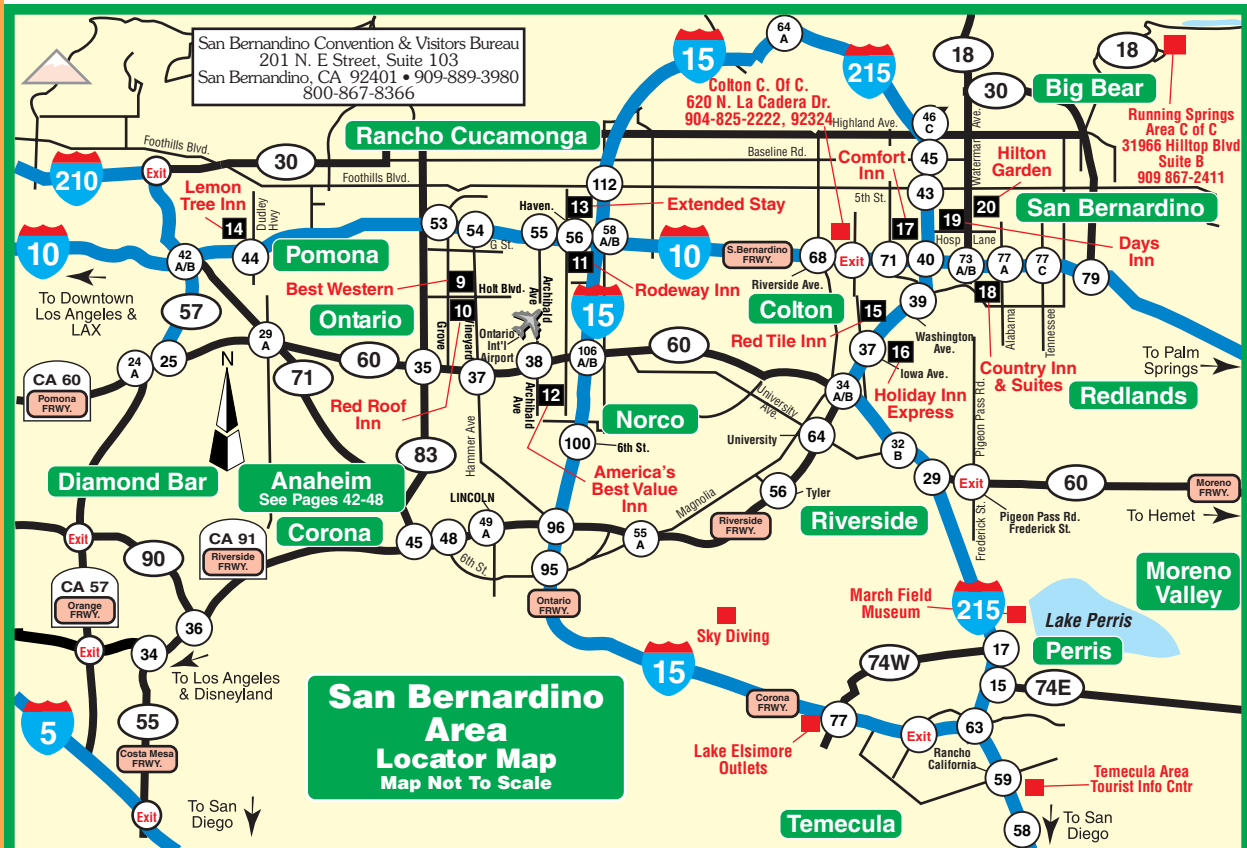 San Bernandino Convention & Visitors Bureau
201 N. E Street, Suite 103
San Bernandino, CA 92401 • 909-889-3980
800-867-8366
15
64
A
215
18
30
18
Big Bear
Running Springs
Area C of C
31966 Hilltop Blvd
Suite B
909 867-2411
Colton C. Of C.
620 N. La Cadera Dr.
904-825-2222, 92324
Highland Ave.
46
C
Waterman Ave.
Rancho Cucamonga
Foothills Blvd.
30
Baseline Rd.
45
Comfort
Inn
Hilton
Garden
210
Exit
Foothills Blvd.
112
43
Lemon
Tree Inn
14
Dudley
Hwy
53
54
Haven.
13
Extended Stay
5th St.
17
19
20
San Bernardino
10
42
A/B
44
Pomona
G St.
55
56
58
A/B
10
S.Bernardino
FRWY.
68
Exit
71
40
Hosp
Lane
73
A/B
77
A
77
C
79
Days
Inn
To Downtown
Los Angeles &
LAX
57
Best Western
9
Holt Blvd.
11
Rodeway Inn
Riverside Ave.
Colton
39
18
Ontario
10
Grove
Vineyard
Archibald
Ave
Ontario
Int'l
Airport
15
Red Tile Inn
15
Washington
Ave.
Alabama
Tennessee
29
A
24
A
25
N
60
35
37
38
106
A/B
60
37
16
Iowa Ave.
Country Inn
& Suites
To Palm
Springs
Redlands
CA 60
Pomona
FRWY.
71
Red Roof
Inn
Archibald
Ave
12
Norco
University
Ave.
34
A/B
Holiday Inn
Express
Pigeon Pass Rd.
83
Hammer Ave
100
6th St.
University
64
32
B
29
Exit
60
Moreno
FRWY.
Diamond Bar
Anaheim
See Pages 42-48
America's
Best Value
Inn
56
Tyler
Pigeon Pass Rd.
Frederick St.
To Hemet
Corona
LINCOLN
Magnolia
Riverside
FRWY.
Riverside
Frederick St.
Exit
90
CA 91
Riverside
FRWY.
45
48
49
A
96
55
A
6th St.
95
Moreno
Valley
CA 57
Orange
FRWY.
Ontario
FRWY.
March Field
Museum
215
Lake Perris
36
Exit
34
Sky Diving
17
Perris
To Los Angeles
& Disneyland
15
74W
15
74E
San Bernardino
Area
Locator Map
Map Not To Scale
5
55
Corona
FRWY.
77
Exit
63
Costa Mesa
FRWY.
Lake Elsimore
Outlets
Rancho
California
59
Temecula Area
Tourist Info Cntr
Exit
To San
Diego
Temecula
58
To San
Diego